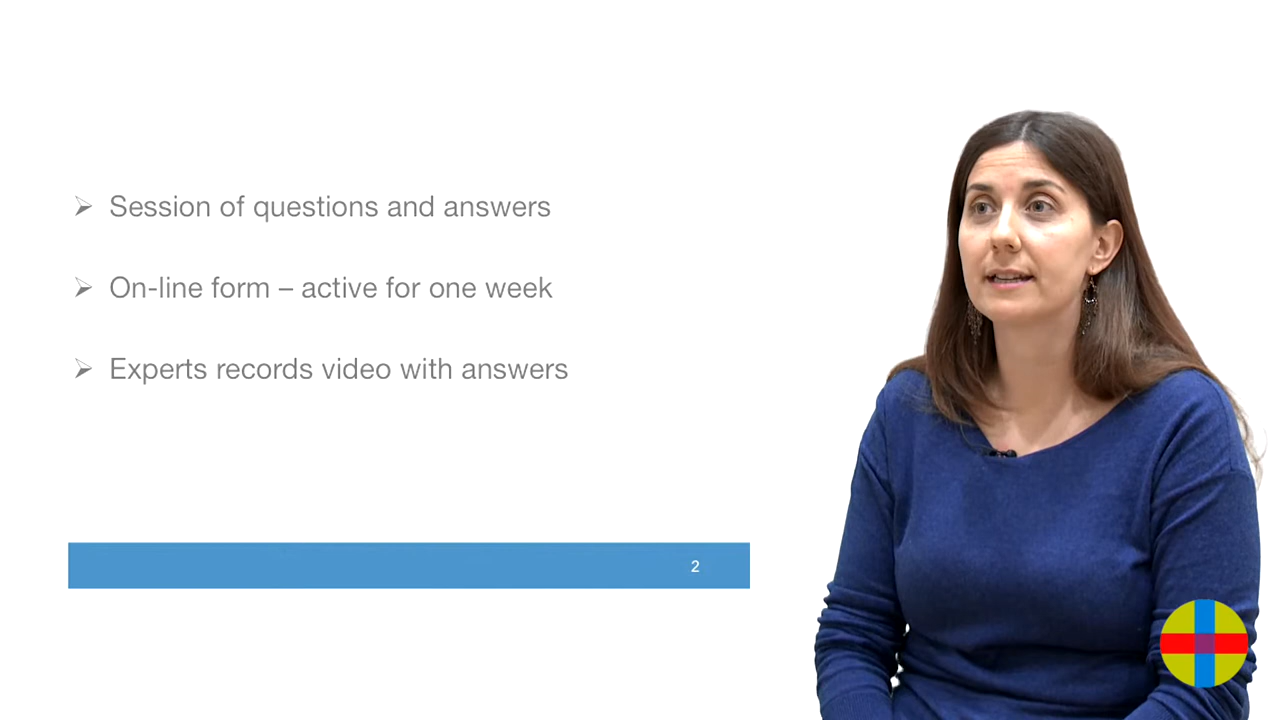 Session of questions and answers
On-line form – active for one week
Experts records video with answers
2